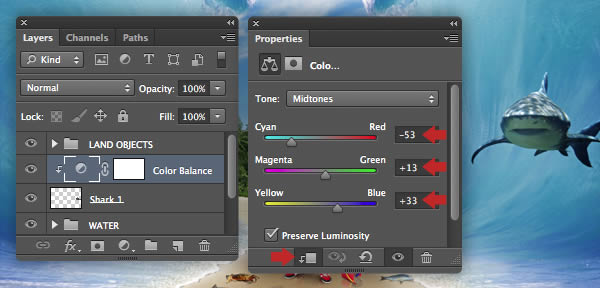 Layers Channels Paths
Kind
Normal Opacity: 100%
Lock: Fill: 100%
LAND OBJECTS
Color Balance
Shark 1
WATER
fx
Properties
Colo...
Tone: Midtones
Cyan Red
-53
Magenta Green
+13
Yellow Blue
+33
Preserve Luminosity